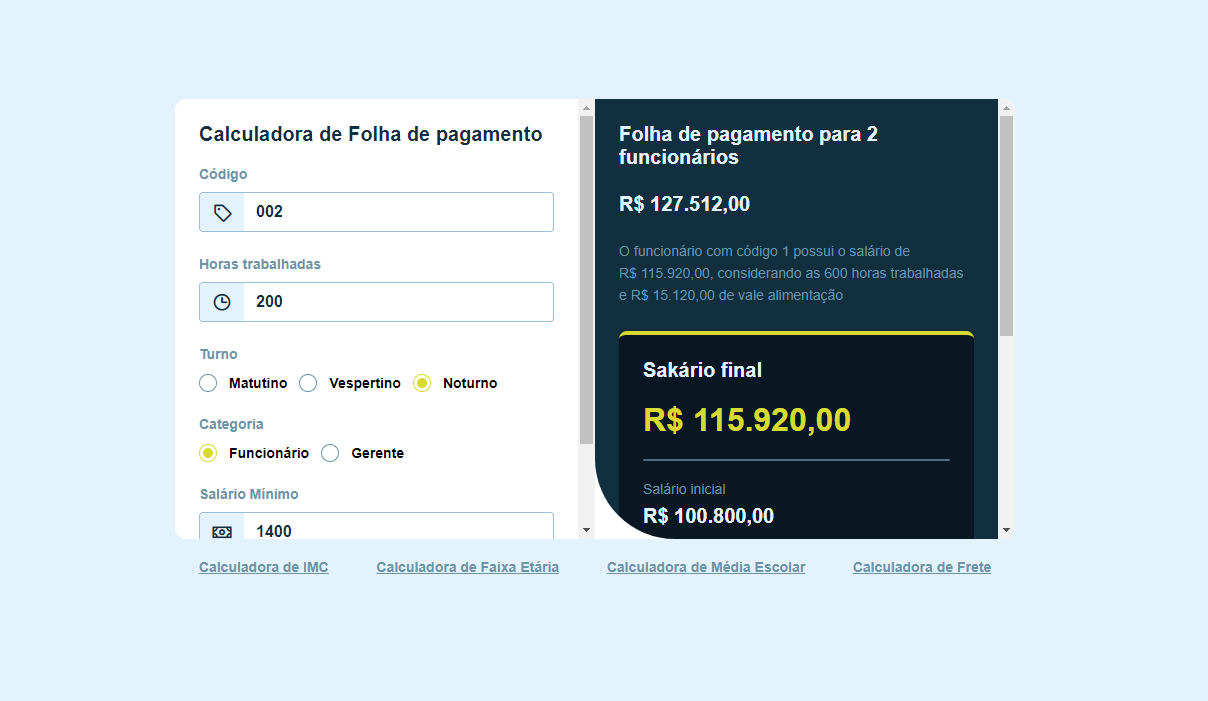 Calculadora de Folha de pagamento
Código
002
Horas trabalhadas
200
Turno
Matutino
Vespertino
Noturno
Categoria
Funcionário
Gerente
Salário Mínimo
1400
Folha de pagamento para 2
funcionários
R$ 127.512,00
O funcionário com código 1 possui o salário de
R$ 115.920,00, considerando as 600 horas trabalhadas
e R$ 15.120,00 de vale alimentação
Sakário final
R$ 115.920,00
Salário inicial
R$ 100.800,00
Calculadora de IMC
Calculadora de Faixa Etária
Calculadora de Média Escolar
Calculadora de Frete